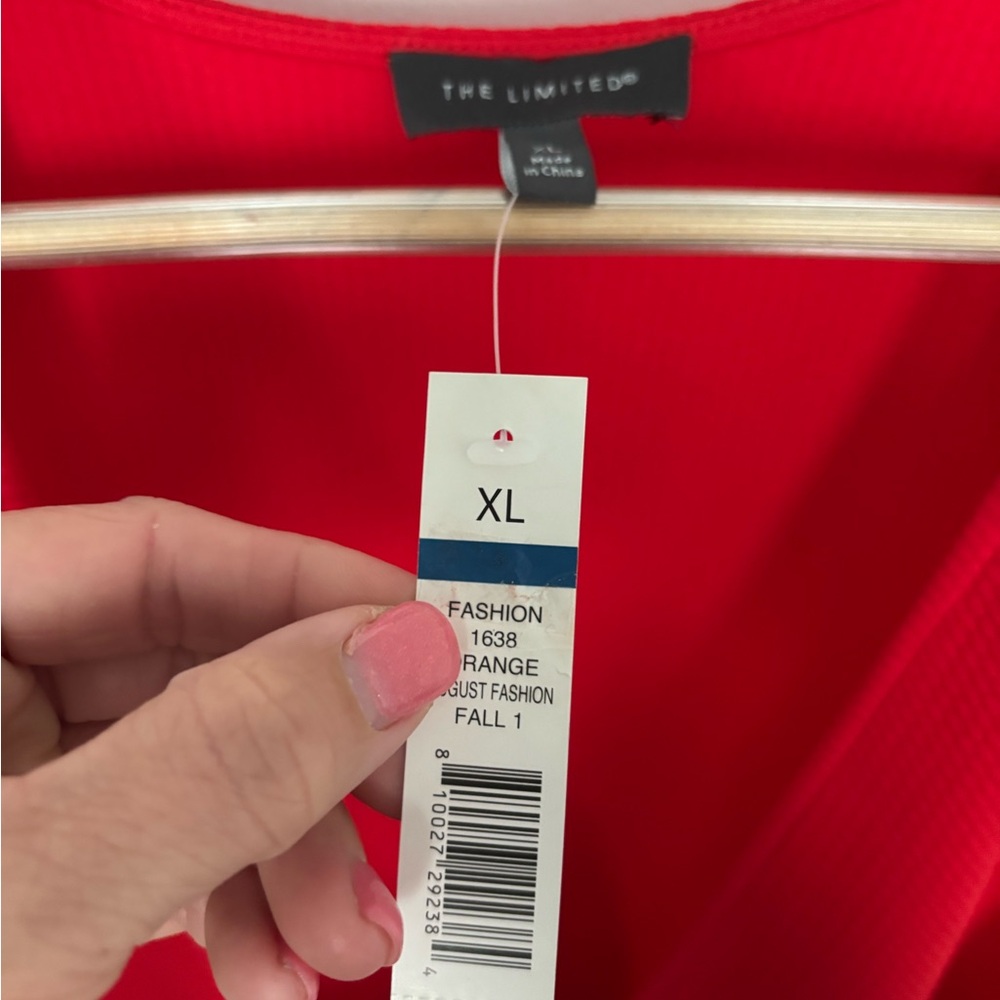 THE LIMITED®
XL
Made
in China
XL
FASHION
1638
RANGE
GUST FASHION
FALL 1
8 10027 29238 4